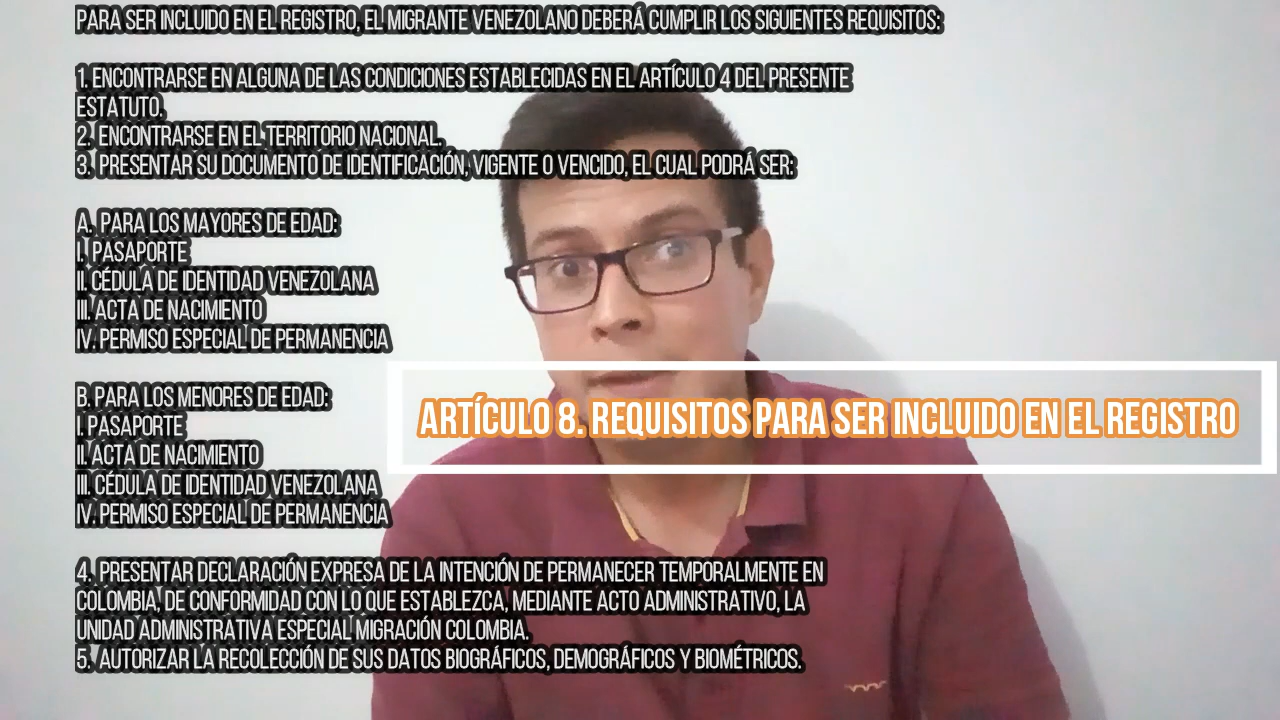 PARA SER INCLUIDO EN EL REGISTRO, EL MIGRANTE VENEZOLANO DEBERÁ CUMPLIR LOS SIGUIENTES REQUISITOS:
1. ENCONTRARSE EN ALGUNA DE LAS CONDICIONES ESTABLECIDAS EN EL ARTÍCULO 4 DEL PRESENTE
ESTATUTO.
2. ENCONTRARSE EN EL TERRITORIO NACIONAL.
3. PRESENTAR SU DOCUMENTO DE IDENTIFICACIÓN, VIGENTE O VENCIDO, EL CUAL PODRÁ SER:
A. PARA LOS MAYORES DE EDAD:
I. PASAPORTE
II. CÉDULA DE IDENTIDAD VENEZOLANA
III. ACTA DE NACIMIENTO
IV. PERMISO ESPECIAL DE PERMANENCIA
B. PARA LOS MENORES DE EDAD:
I. PASAPORTE
II. ACTA DE NACIMIENTO
III. CÉDULA DE IDENTIDAD VENEZOLANA
IV. PERMISO ESPECIAL DE PERMANENCIA
ARTÍCULO 8. REQUISITOS PARA SER INCLUIDO EN EL REGISTRO
4. PRESENTAR DECLARACIÓN EXPRESA DE LA INTENCIÓN DE PERMANECER TEMPORALMENTE EN
COLOMBIA, DE CONFORMIDAD CON LO QUE ESTABLEZCA, MEDIANTE ACTO ADMINISTRATIVO, LA
UNIDAD ADMINISTRATIVA ESPECIAL MIGRACIÓN COLOMBIA.
5. AUTORIZAR LA RECOLECCIÓN DE SUS DATOS BIOGRÁFICOS, DEMOGRÁFICOS Y BIOMÉTRICOS.